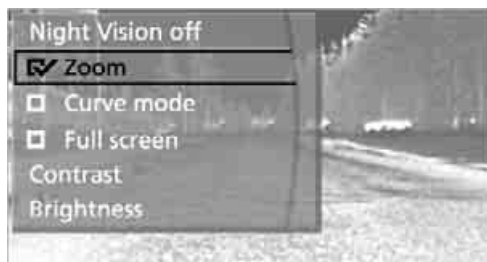 Night Vision off
Zoom
Curve mode
Full screen
Contrast
Brightness